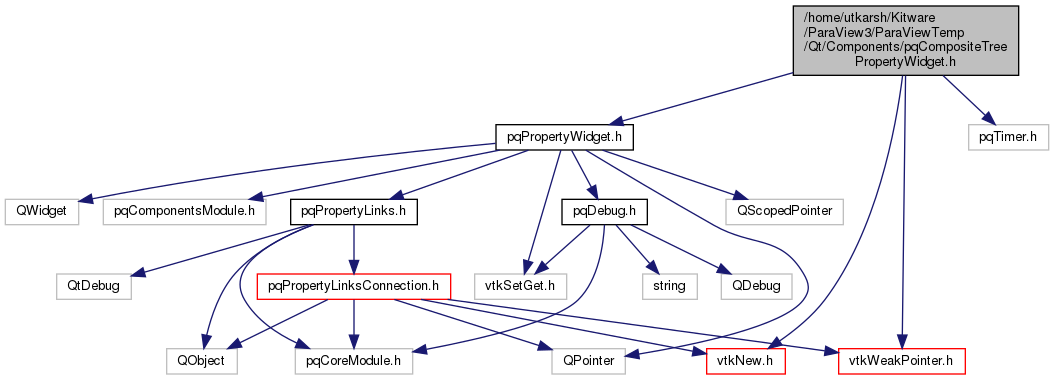 /home/utkarsh/Kitware
/ParaView3/ParaViewTemp
/Qt/Components/pqCompositeTree
PropertyWidget.h
pqPropertyWidget.h
pqTimer.h
QWidget
pqComponentsModule.h
pqPropertyLinks.h
pqDebug.h
QScopedPointer
QtDebug
pqPropertyLinksConnection.h
vtkSetGet.h
string
QDebug
QObject
pqCoreModule.h
QPointer
vtkNew.h
vtkWeakPointer.h